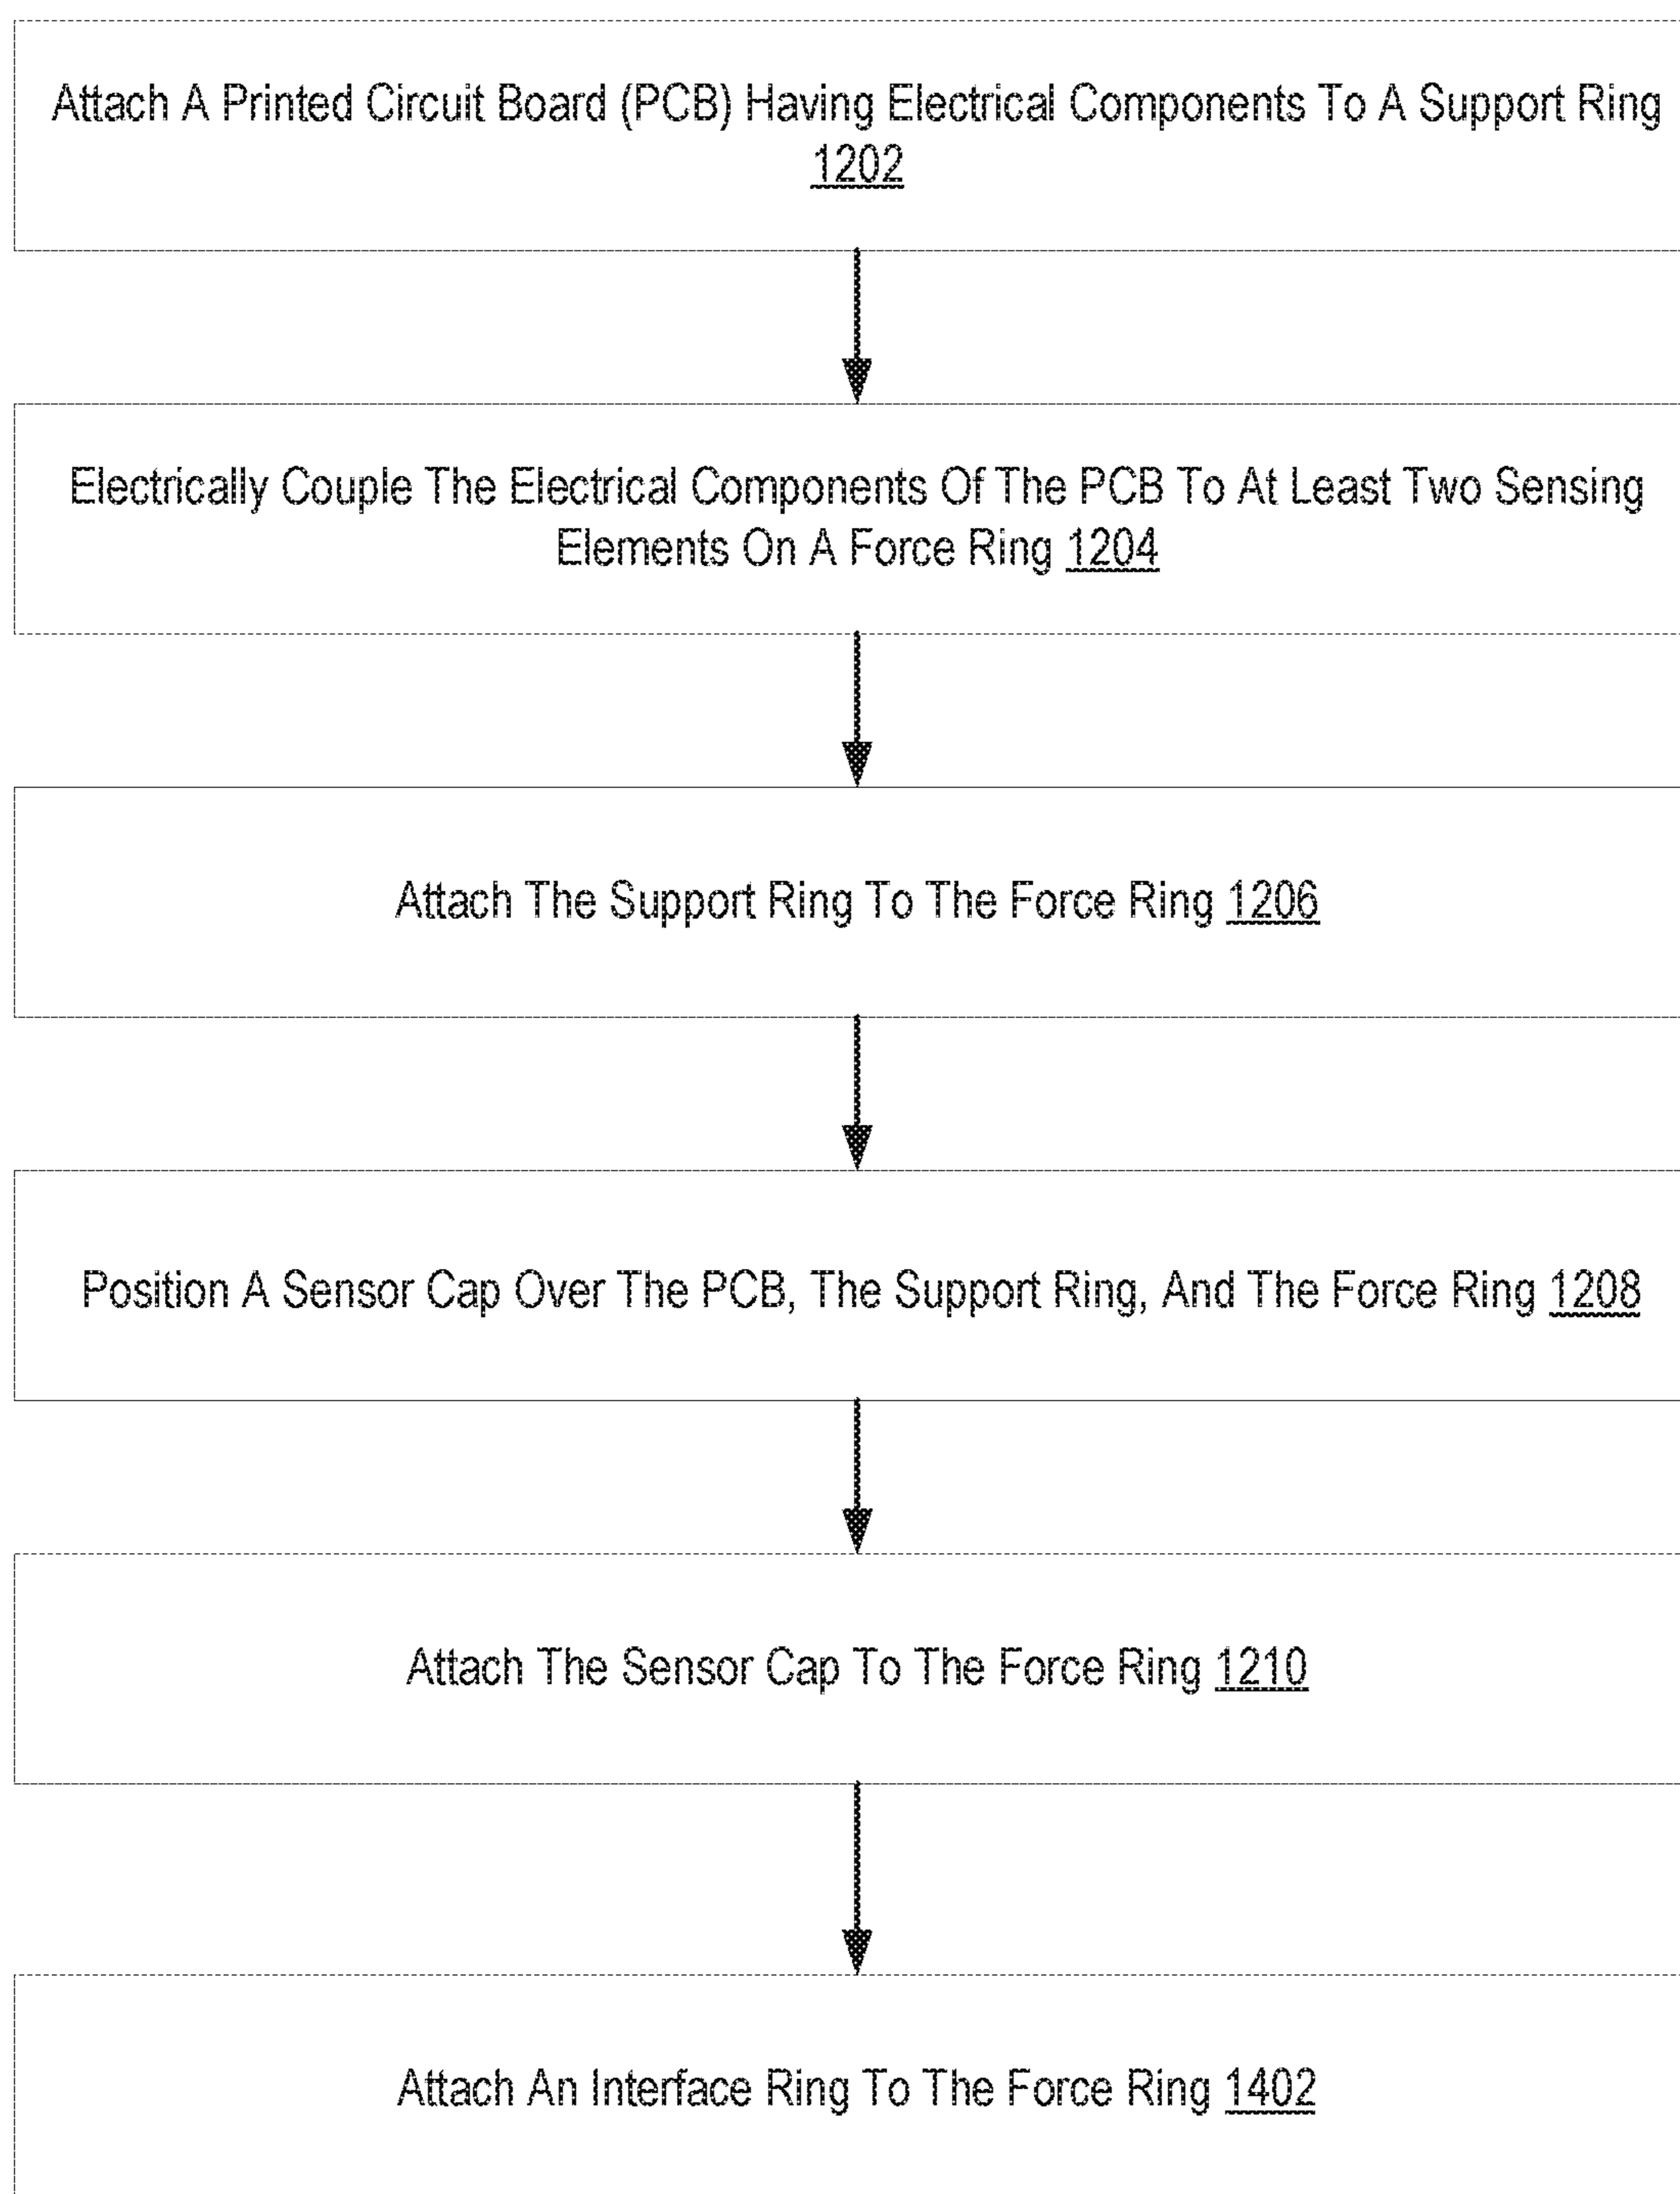 Attach A Printed Circuit Board (PCB) Having Electrical Components To A Support Ring
1202
Electrically Couple The Electrical Components Of The PCB To At Least Two Sensing
Elements On A Force Ring 1204
Attach The Support Ring To The Force Ring 1206
Position A Sensor Cap Over The PCB, The Support Ring, And The Force Ring 1208
Attach The Sensor Cap To The Force Ring 1210
Attach An Interface Ring To The Force Ring 1402